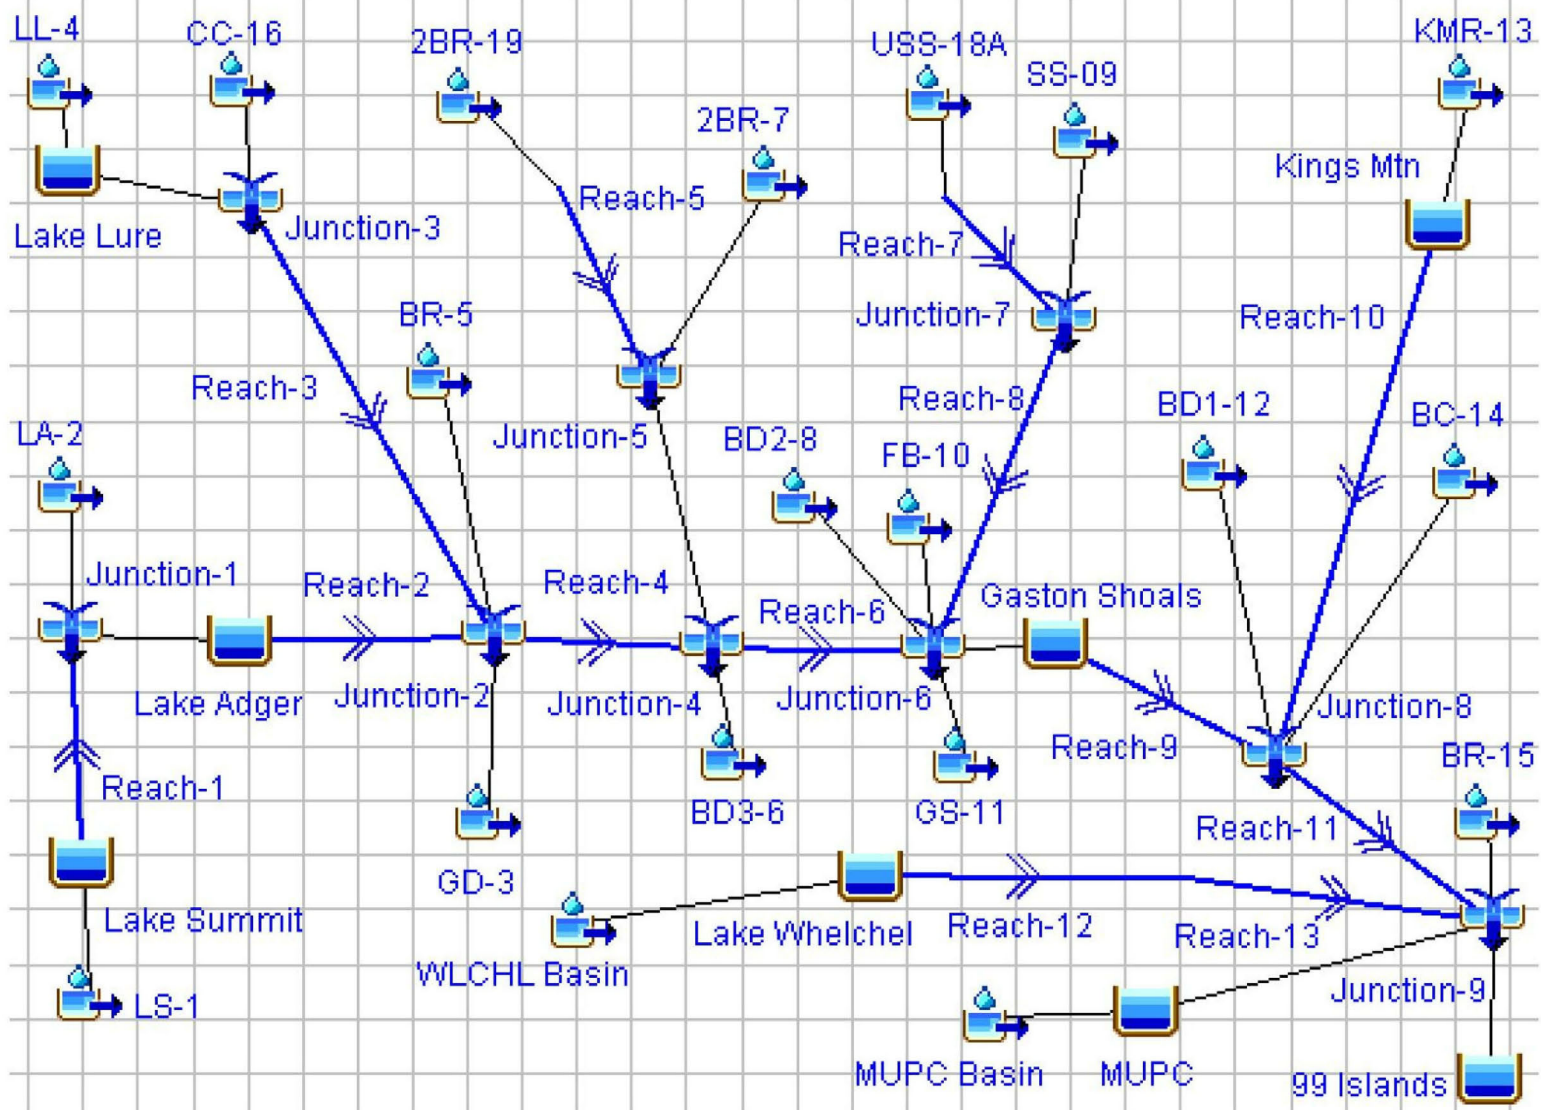 LL-4
CC-16
2BR-19
USS-18A
KMR-13
SS-09
2BR-7
Kings Mtn
Reach-5
Lake Lure
Junction-3
Reach-7
BR-5
Junction-7
Reach-10
Reach-3
Reach-8
BD1-12
BC-14
LA-2
Junction-5
BD2-8
FB-10
Junction-1
Reach-2
Reach-4
Reach-6
Gaston Shoals
Lake Adger
Junction-2
Junction-4
Junction-6
Junction-8
Reach-9
BR-15
Reach-1
BD3-6
GS-11
Reach-11
GD-3
Lake Summit
Lake Whelchel
Reach-12
Reach-13
WLCHL Basin
Junction-9
LS-1
MUPC Basin
MUPC
99 Islands